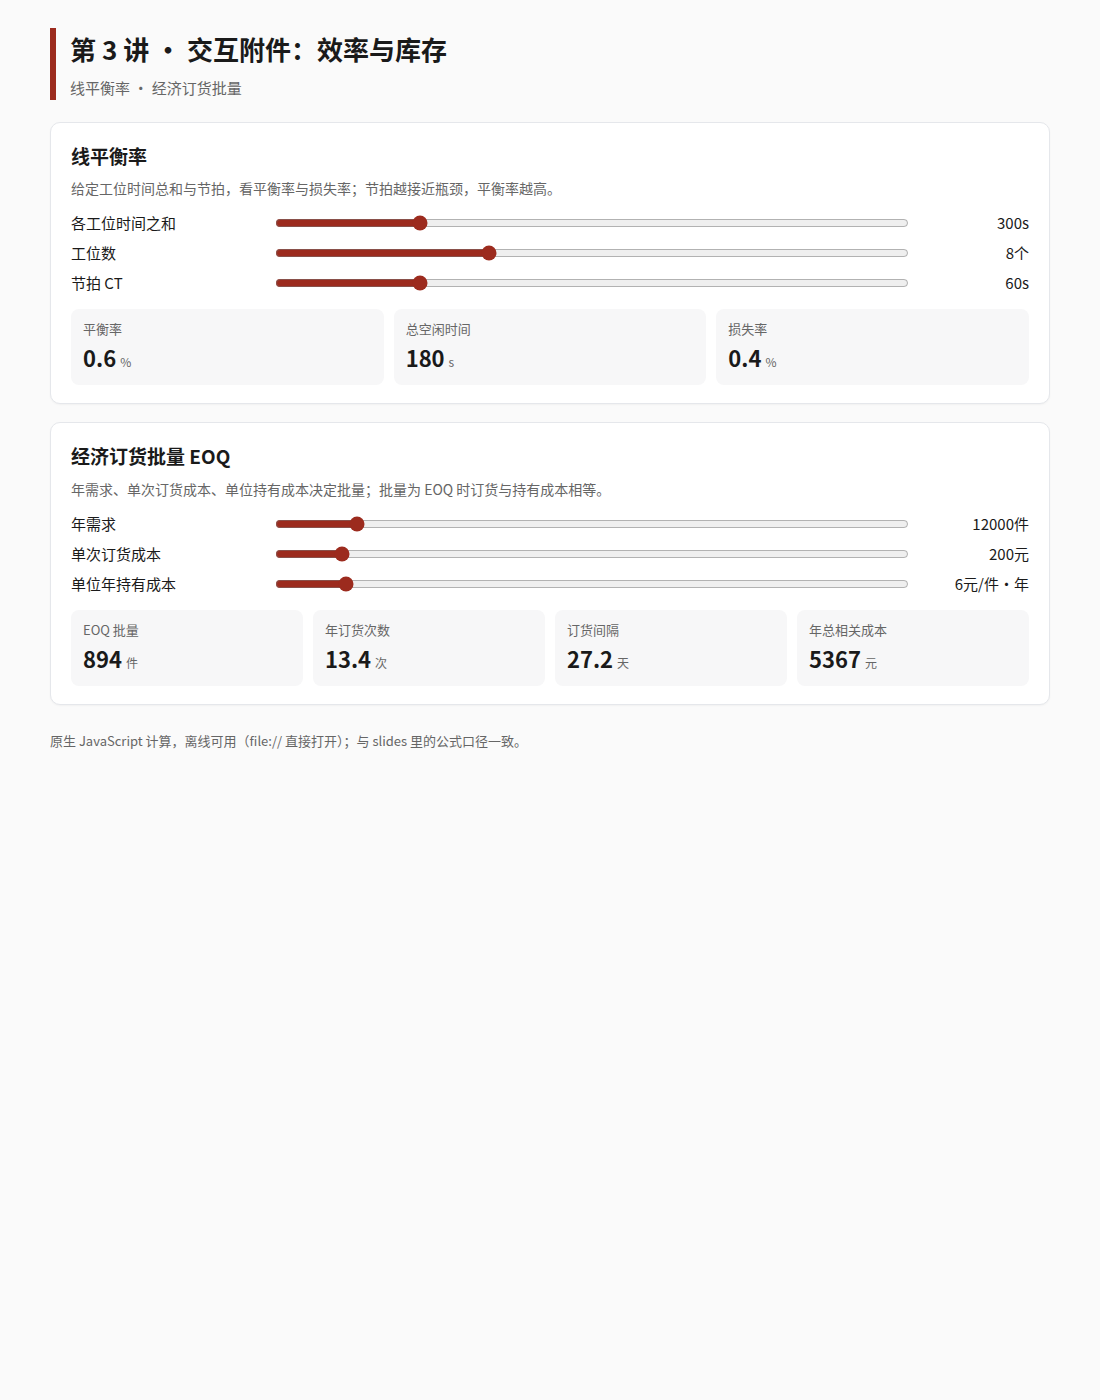 第 3 讲 · 交互附件：效率与库存
线平衡率 · 经济订货批量
线平衡率
给定工位时间总和与节拍，看平衡率与损失率；节拍越接近瓶颈，平衡率越高。
各工位时间之和 300s
工位数 8个
节拍 CT 60s
平衡率 总空闲时间 损失率
0.6 % 180 s 0.4 %
经济订货批量 EOQ
年需求、单次订货成本、单位持有成本决定批量；批量为 EOQ 时订货与持有成本相等。
年需求 12000件
单次订货成本 200元
单位年持有成本 6元/件·年
EOQ 批量 年订货次数 订货间隔 年总相关成本
894 件 13.4 次 27.2 天 5367 元
原生 JavaScript 计算，离线可用（file:// 直接打开）；与 slides 里的公式口径一致。